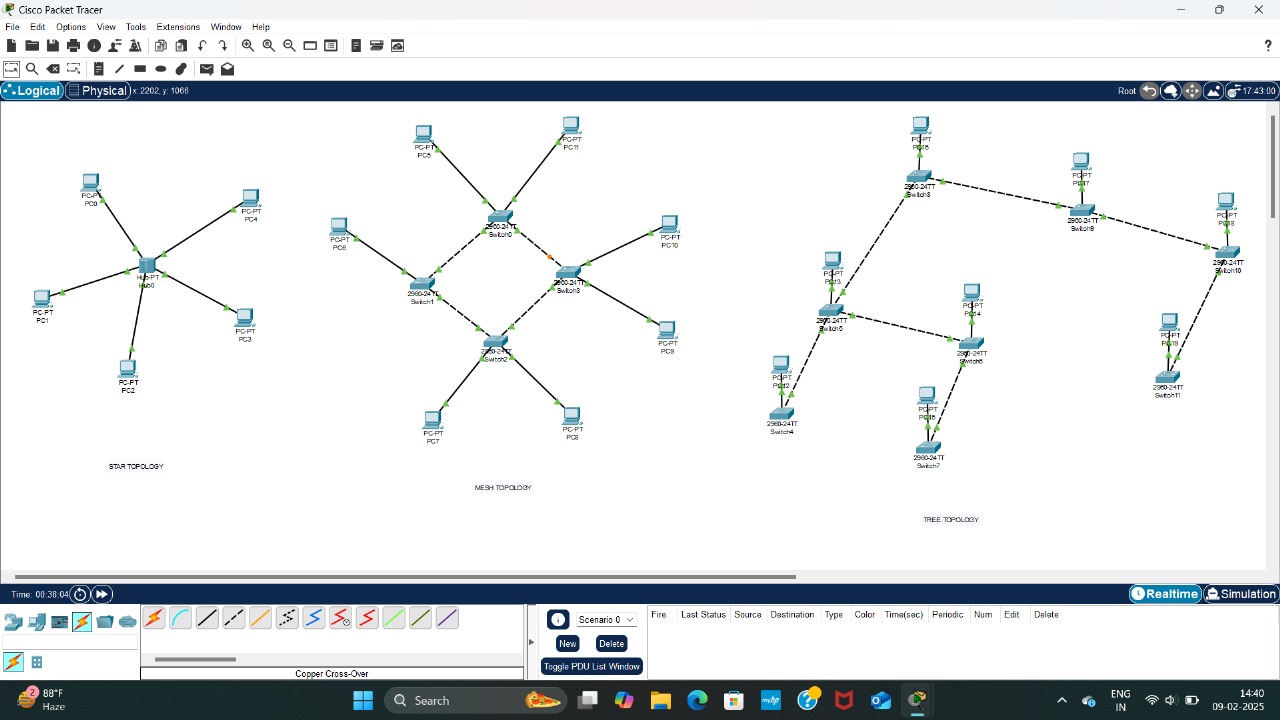 Cisco Packet Tracer
File Edit Options View Tools Extensions Window Help
Logical Physical x: 2202, y: 1066 Root 17:43:00
PC-PT
PC0
PC-PT
PC4
Hub-PT
Hub0
PC-PT
PC1
PC-PT
PC3
PC-PT
PC2
STAR TOPOLOGY
PC-PT
PC5
PC-PT
PC11
2960-24TT
Switch0
PC-PT
PC6
PC-PT
PC10
2960-24TT
Switch1
2960-24TT
Switch3
2960-24TT
Switch2
PC-PT
PC9
PC-PT
PC7
PC-PT
PC8
MESH TOPOLOGY
PC-PT
PC16
2960-24TT
Switch8
PC-PT
PC17
2960-24TT
Switch9
PC-PT
PC18
2960-24TT
Switch10
PC-PT
PC13
2960-24TT
Switch5
PC-PT
PC14
2960-24TT
Switch6
PC-PT
PC19
2960-24TT
Switch11
PC-PT
PC12
2960-24TT
Switch4
PC-PT
PC15
2960-24TT
Switch7
TREE TOPOLOGY
Time: 00:38:04 Realtime Simulation
Scenario 0
New Delete
Toggle PDU List Window
Fire Last Status Source Destination Type Color Time(sec) Periodic Num Edit Delete
Copper Cross-Over
2
88°F
Haze
Search
ENG
IN
14:40
09-02-2025